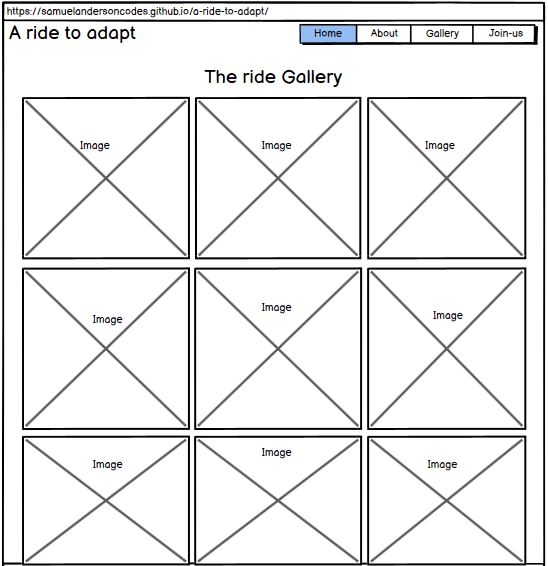 https://samuelandersoncodes.github.io/a-ride-to-adapt/
A ride to adapt
Home About Gallery Join-us
The ride Gallery
Image Image Image
Image Image Image
Image Image Image